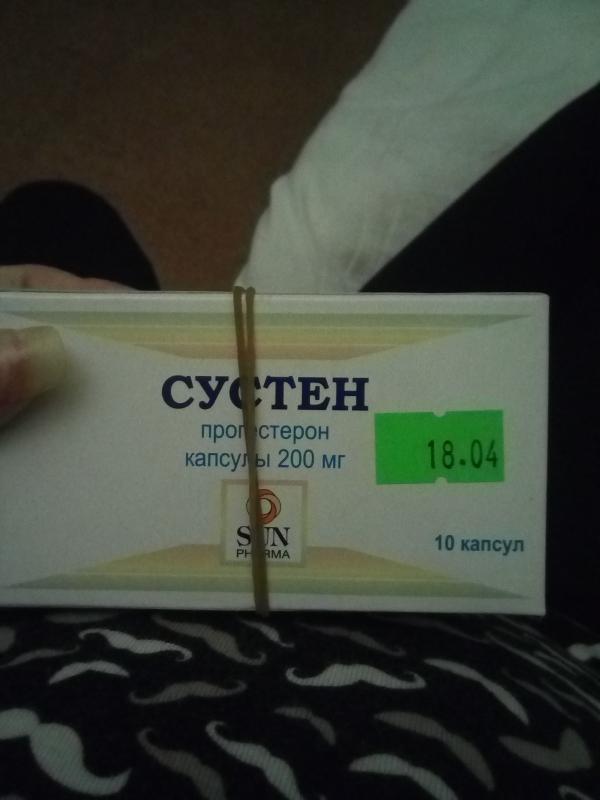 СУСТЕН
прогестерон
капсулы 200 мг
18.04
SUN
PHARMA
10 капсул